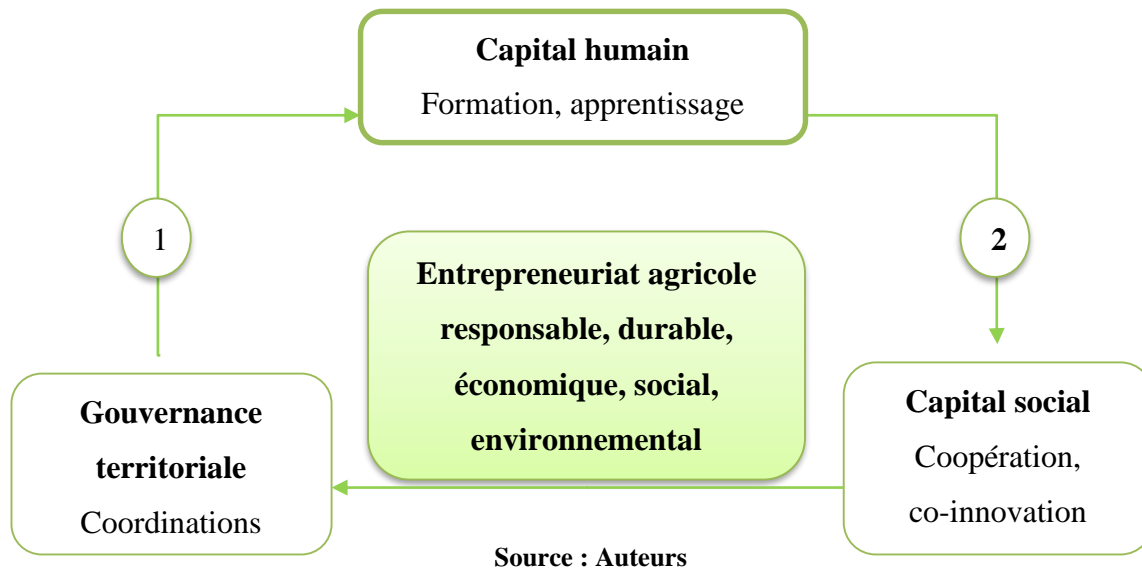 Capital humain
Formation, apprentissage
1
2
Entrepreneuriat agricole
responsable, durable,
économique, social,
environnemental
Gouvernance
territoriale
Coordinations
Capital social
Coopération,
co-innovation
Source : Auteurs